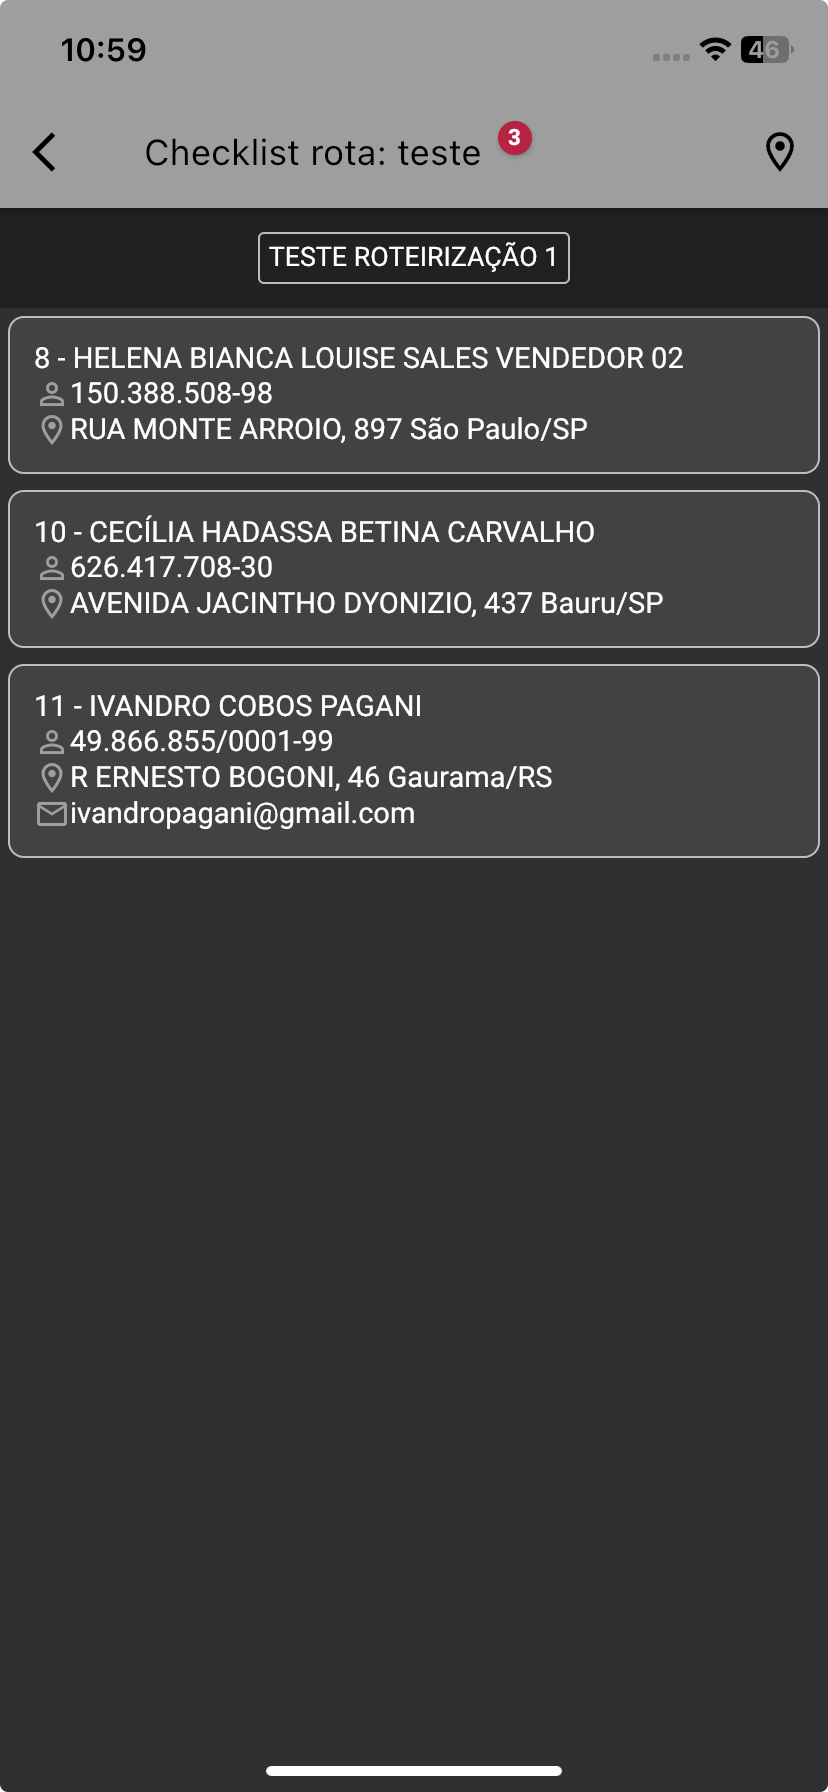 10:59
46
Checklist rota: teste
3
TESTE ROTEIRIZAÇÃO 1
8 - HELENA BIANCA LOUISE SALES VENDEDOR 02
150.388.508-98
RUA MONTE ARROIO, 897 São Paulo/SP
10 - CECÍLIA HADASSA BETINA CARVALHO
626.417.708-30
AVENIDA JACINTHO DYONIZIO, 437 Bauru/SP
11 - IVANDRO COBOS PAGANI
49.866.855/0001-99
R ERNESTO BOGONI, 46 Gaurama/RS
ivandropagani@gmail.com